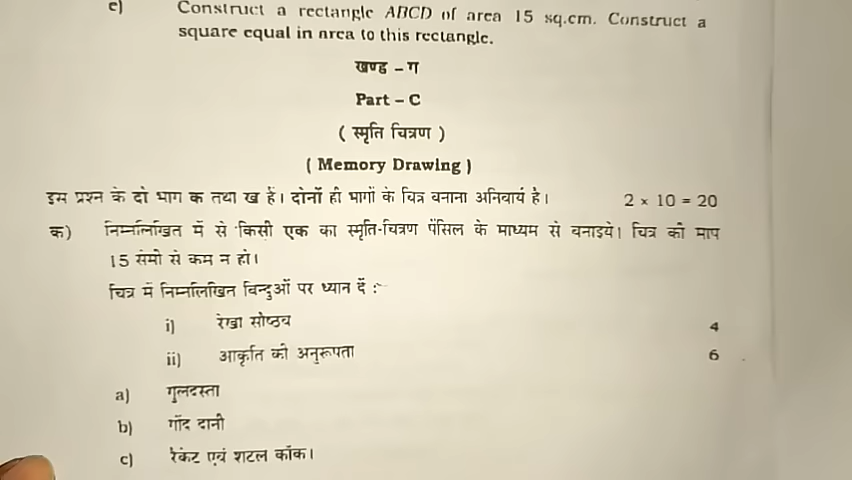 e) Construct a rectangle ABCD of area 15 sq.cm. Construct a
square equal in area to this rectangle.
खण्ड – ग
Part – C
( स्मृति चित्रण )
( Memory Drawing )
इस प्रश्न के दो भाग क तथा ख हैं। दोनों ही भागों के चित्र बनाना अनिवार्य है। 2 × 10 = 20
क) निम्नलिखित में से किसी एक का स्मृति-चित्रण पेंसिल के माध्यम से बनाइये। चित्र की माप
15 सेमी से कम न हो।
चित्र में निम्नलिखित बिन्दुओं पर ध्यान दें :-
i) रेखा सौष्ठव 4
ii) आकृति की अनुरूपता 6
a) गुलदस्ता
b) गोंद दानी
c) रैकेट एवं शटल कॉक।